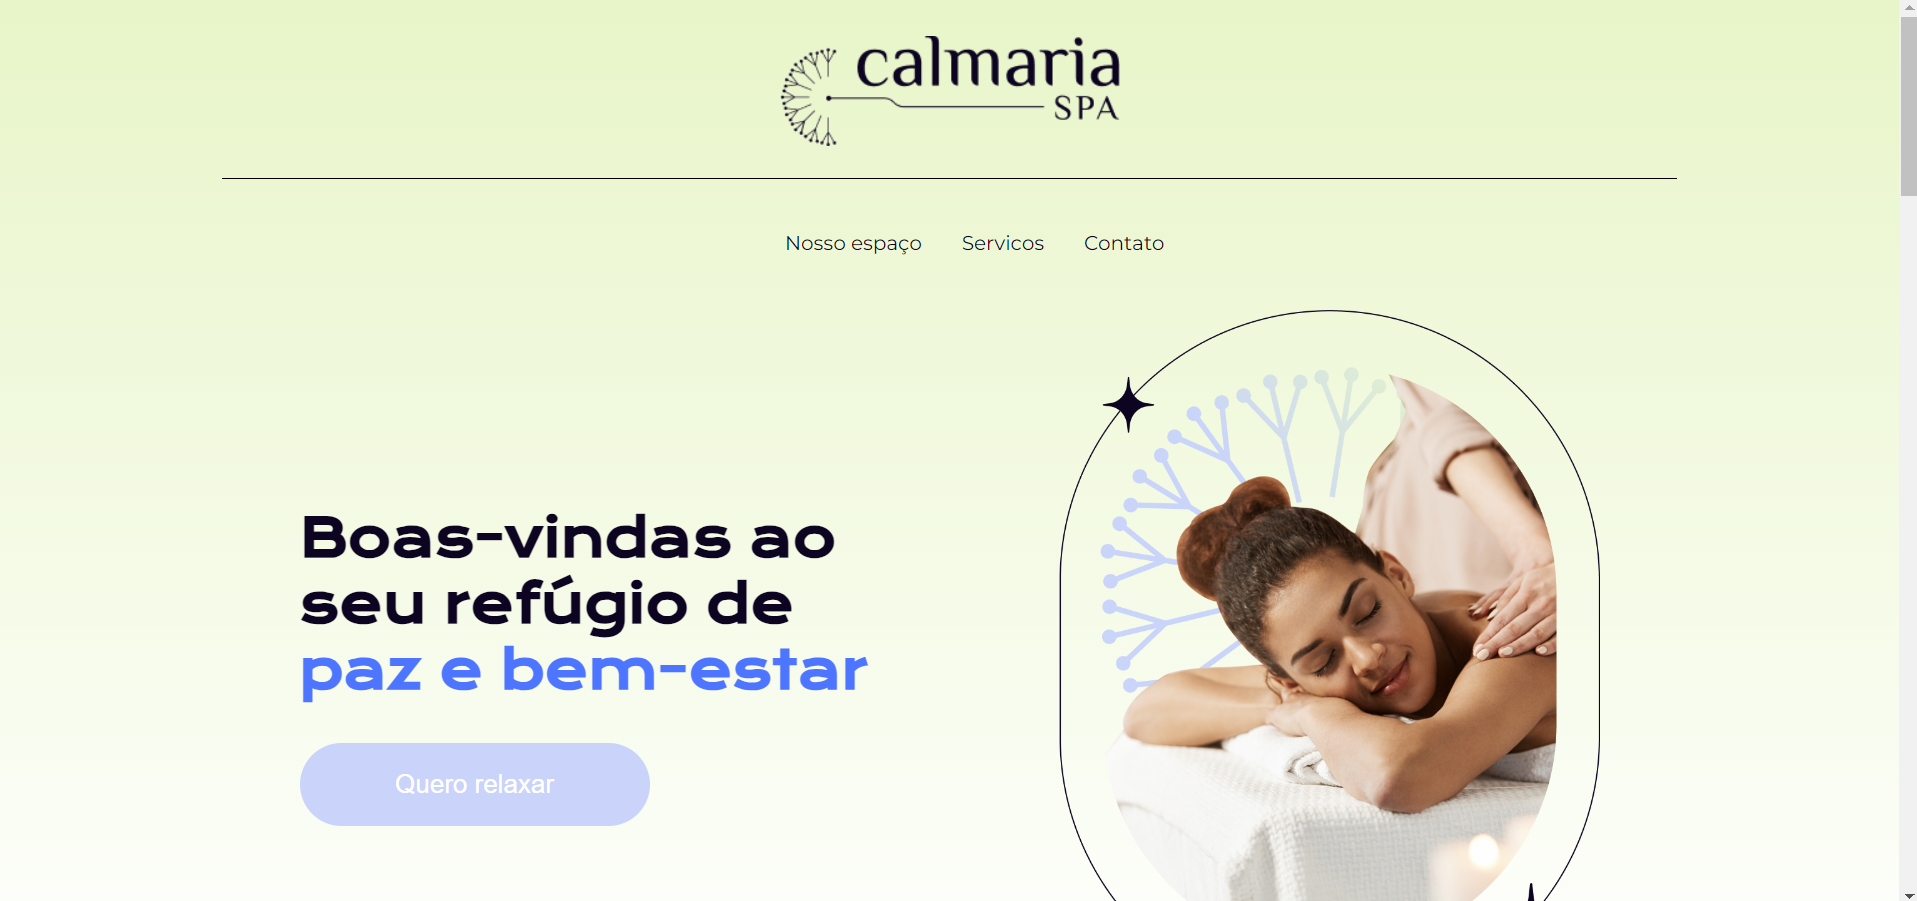 calmaria
SPA
Nosso espaço Servicos Contato
Boas-vindas ao
seu refúgio de
paz e bem-estar
Quero relaxar